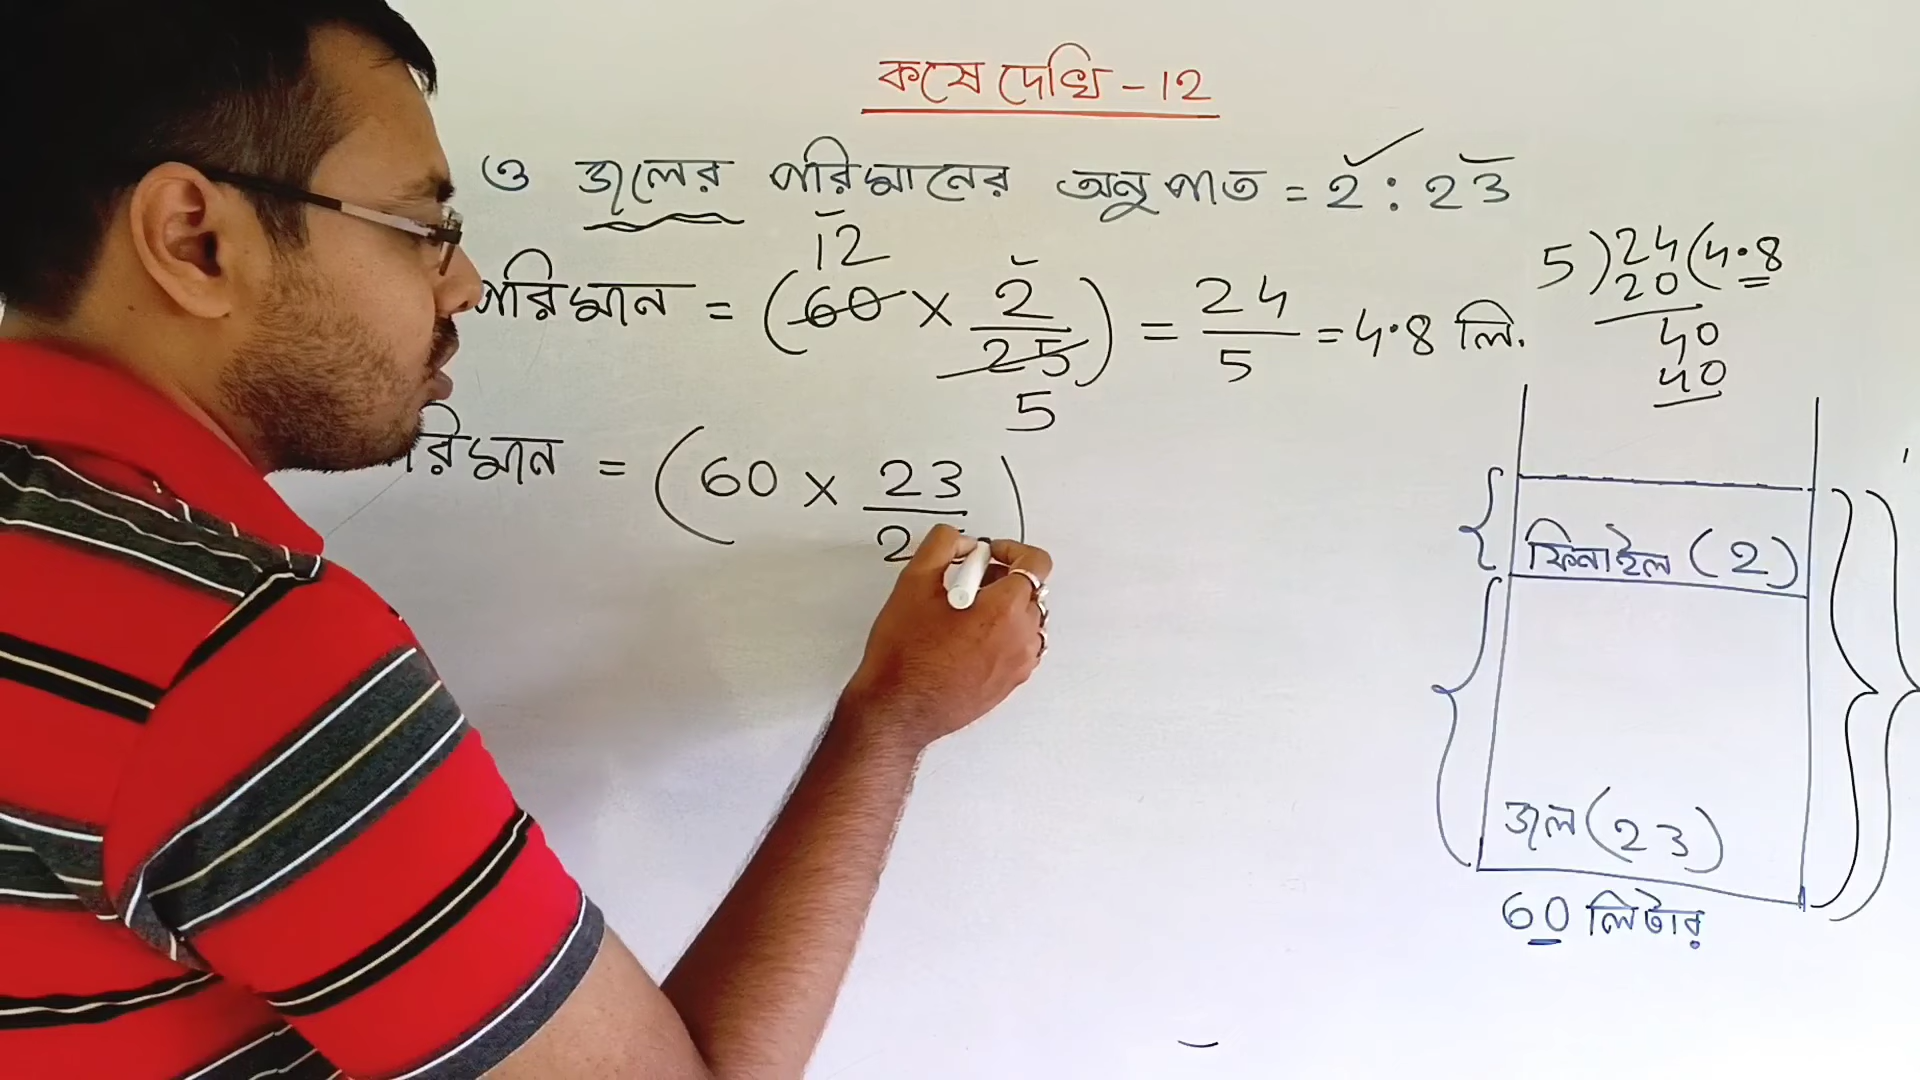 কষে দেখি - 12
ও জলের পরিমানের অনুপাত = 2 : 23
পরিমান = (60 × 2/25) = 24/5 = 4.8 লি.
12
5
5)24(4.8
20
40
40
রিমান = (60 × 23/2
ফিনাইল (2)
জল (23)
60 লিটার